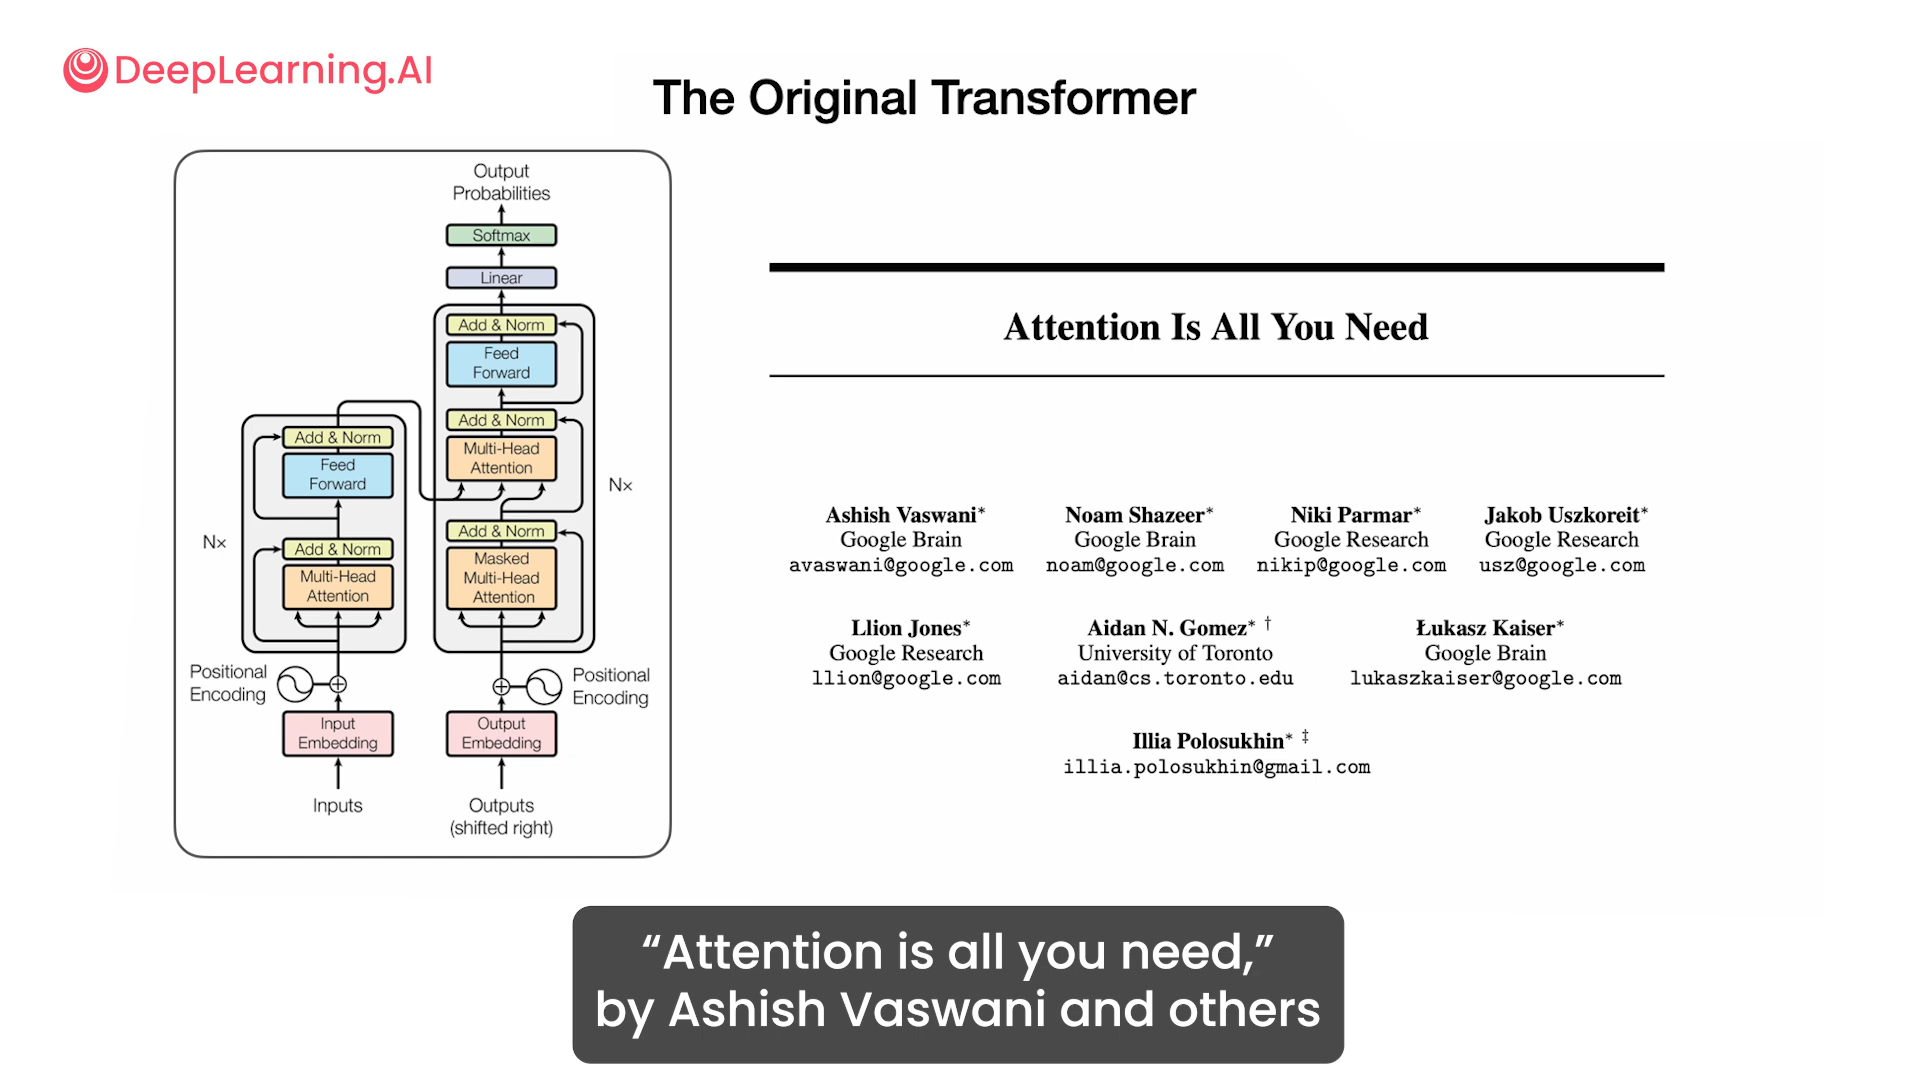 DeepLearning.AI
The Original Transformer
Output
Probabilities
Softmax
Linear
Add & Norm
Feed
Forward
Add & Norm
Multi-Head
Attention
Nx
Add & Norm
Masked
Multi-Head
Attention
Add & Norm
Feed
Forward
Nx
Add & Norm
Multi-Head
Attention
Positional
Encoding
Positional
Encoding
Input
Embedding
Output
Embedding
Inputs
Outputs
(shifted right)
Attention Is All You Need
Ashish Vaswani*
Google Brain
avaswani@google.com
Noam Shazeer*
Google Brain
noam@google.com
Niki Parmar*
Google Research
nikip@google.com
Jakob Uszkoreit*
Google Research
usz@google.com
Llion Jones*
Google Research
llion@google.com
Aidan N. Gomez* †
University of Toronto
aidan@cs.toronto.edu
Łukasz Kaiser*
Google Brain
lukaszkaiser@google.com
Illia Polosukhin* ‡
illia.polosukhin@gmail.com
“Attention is all you need,”
by Ashish Vaswani and others